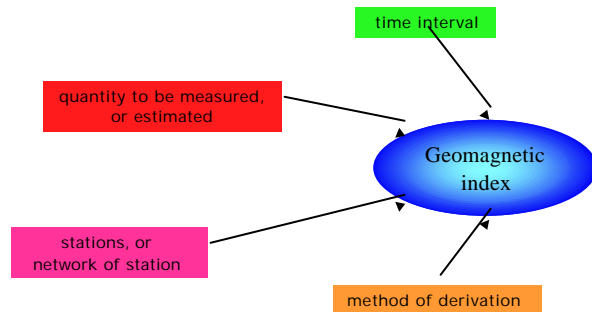 time interval
quantity to be measured,
or estimated
Geomagnetic
index
stations, or
network of station
method of derivation